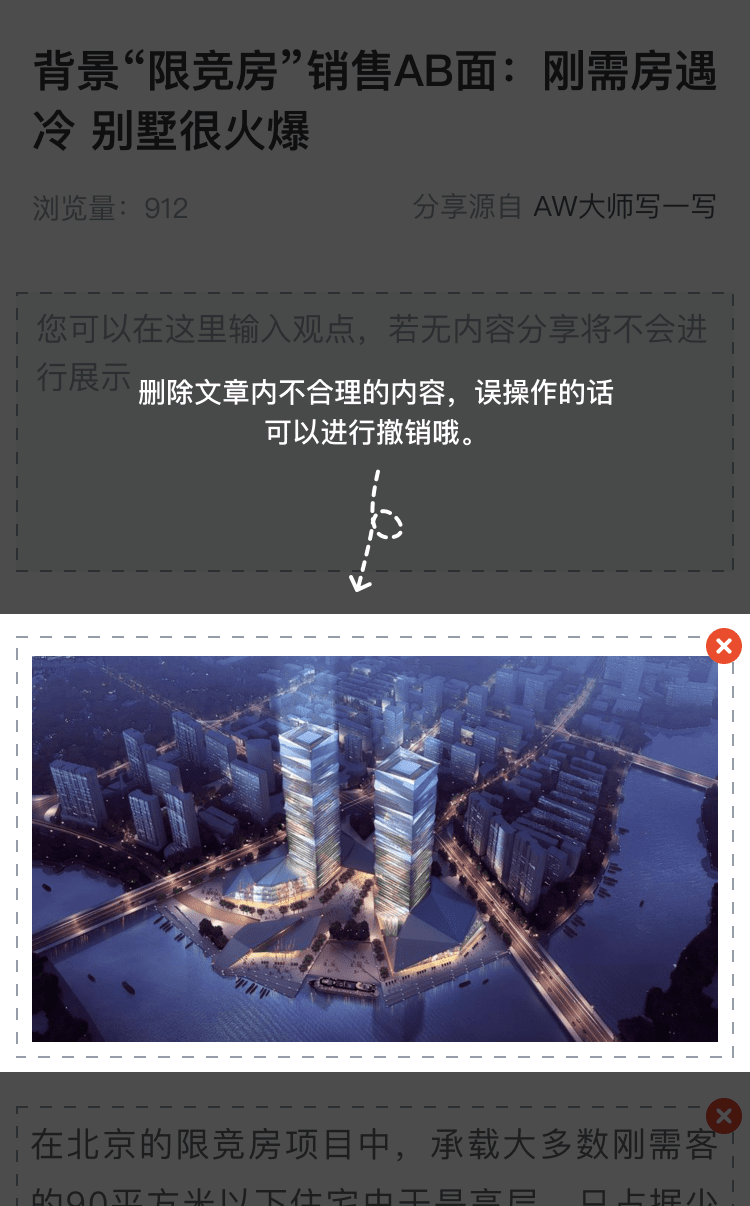 背景“限竞房”销售AB面：刚需房遇
冷 别墅很火爆
浏览量：912
分享源自 AW大师写一写
您可以在这里输入观点，若无内容分享将不会进
行展示
删除文章内不合理的内容，误操作的话
可以进行撤销哦。
在北京的限竞房项目中，承载大多数刚需客
的90平方米以下住宅由于是高层，只占据少